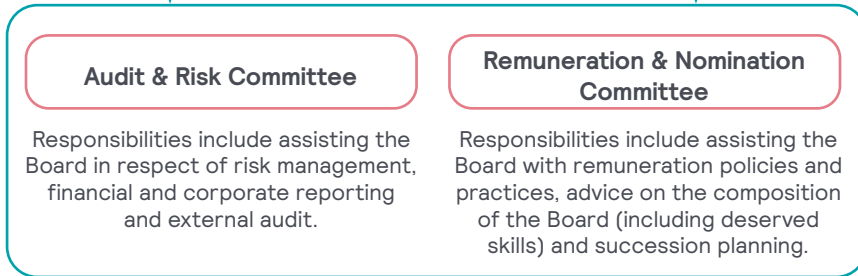 Audit & Risk Committee
Responsibilities include assisting the
Board in respect of risk management,
financial and corporate reporting
and external audit.
Remuneration & Nomination
Committee
Responsibilities include assisting the
Board with remuneration policies and
practices, advice on the composition
of the Board (including deserved
skills) and succession planning.